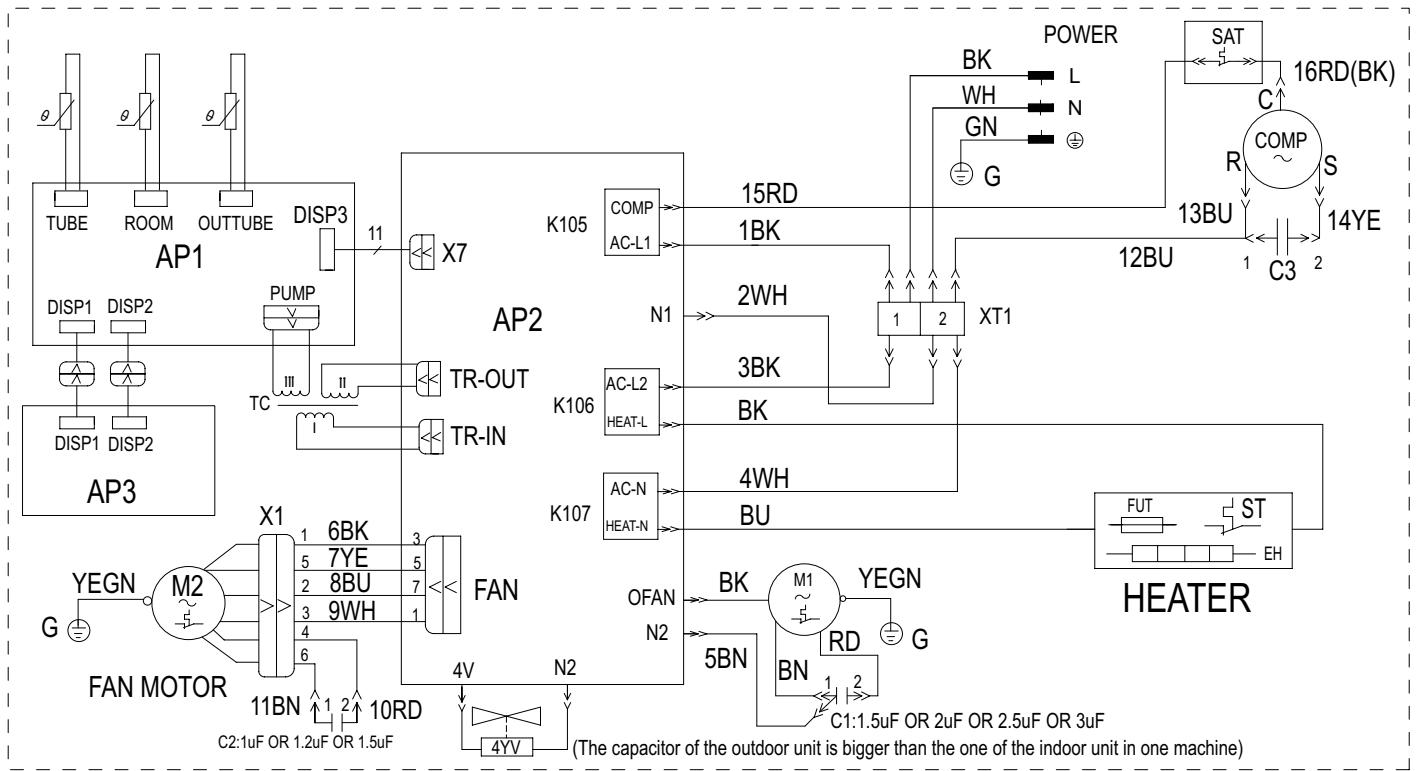 POWER
BK L
WH N
GN
G
SAT
16RD(BK)
C
COMP
~
R S
13BU 14YE
12BU
1 C3 2
θ θ θ
TUBE ROOM OUTTUBE
AP1
DISP3
11
X7
DISP1 DISP2
PUMP
III II
TC
I
TR-OUT
TR-IN
DISP1 DISP2
AP3
AP2
K105
COMP
AC-L1
15RD
1BK
N1
2WH
1 2 XT1
K106
AC-L2
HEAT-L
3BK
BK
K107
AC-N
HEAT-N
4WH
BU
FUT ST
EH
HEATER
X1
1 6BK 3
5 7YE 5
2 8BU 7
3 9WH 1
4
6
FAN
YEGN
M2
~
G
FAN MOTOR
11BN 1 2 10RD
C2:1uF OR 1.2uF OR 1.5uF
4V N2
4YV
OFAN
N2
BK
5BN
M1
~
YEGN
G
BN RD
1 2
C1:1.5uF OR 2uF OR 2.5uF OR 3uF
(The capacitor of the outdoor unit is bigger than the one of the indoor unit in one machine)